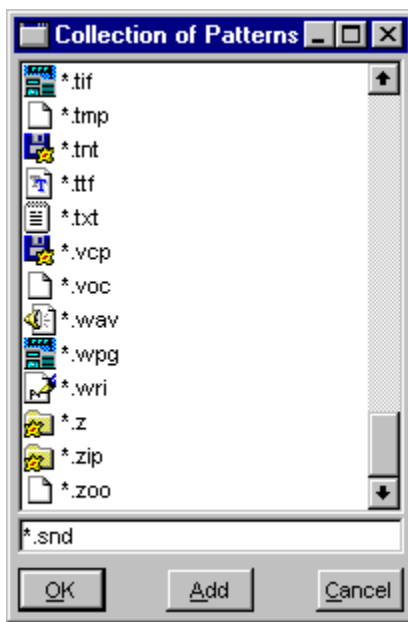 Collection of Patterns
*.tif
*.tmp
*.tnt
*.ttf
*.txt
*.vcp
*.voc
*.wav
*.wpg
*.wri
*.z
*.zip
*.zoo
*.snd
OK Add Cancel